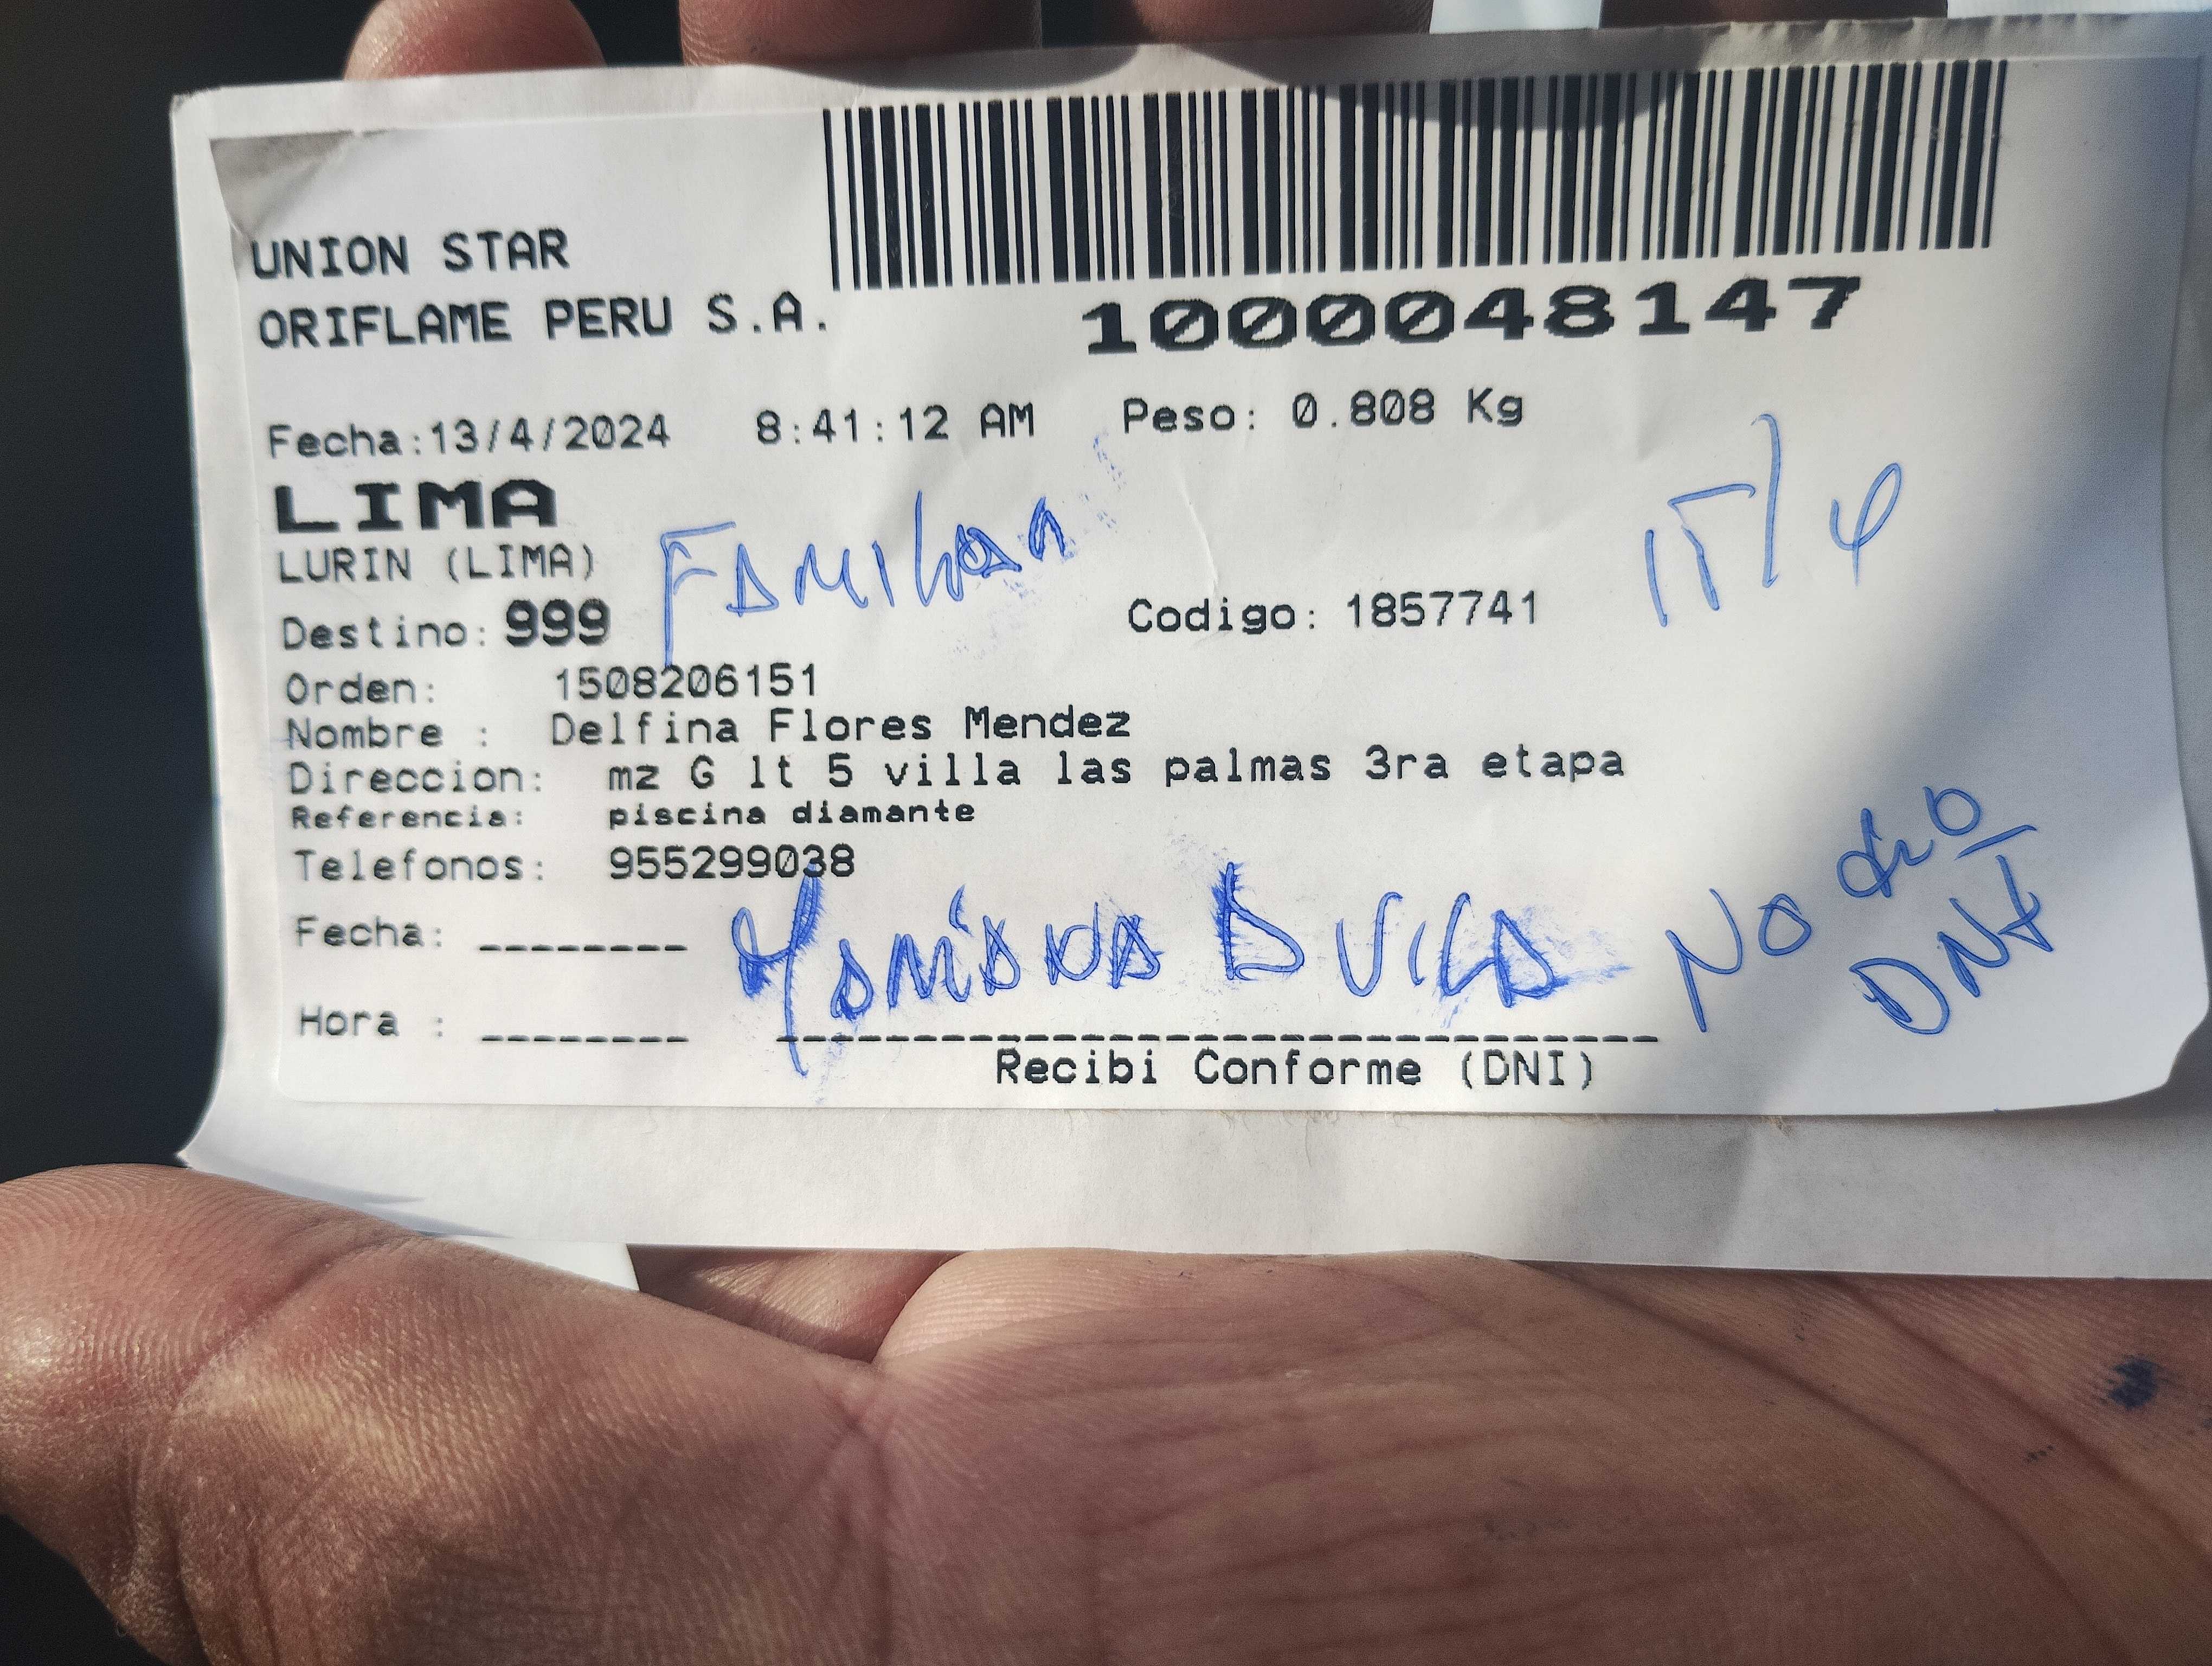 UNION STAR
ORIFLAME PERU S.A.
1000048147
Fecha:13/4/2024 8:41:12 AM Peso: 0.808 Kg
LIMA
LURIN (LIMA)
15/4
Destino: 999
Codigo: 1857741
Orden: 1508206151
Nombre : Delfina Flores Mendez
Direccion: mz G lt 5 villa las palmas 3ra etapa
Referencia: piscina diamante
Telefonos: 955299038
Fecha: ________
No dio
DNI
Hora : ________
Recibi Conforme (DNI)